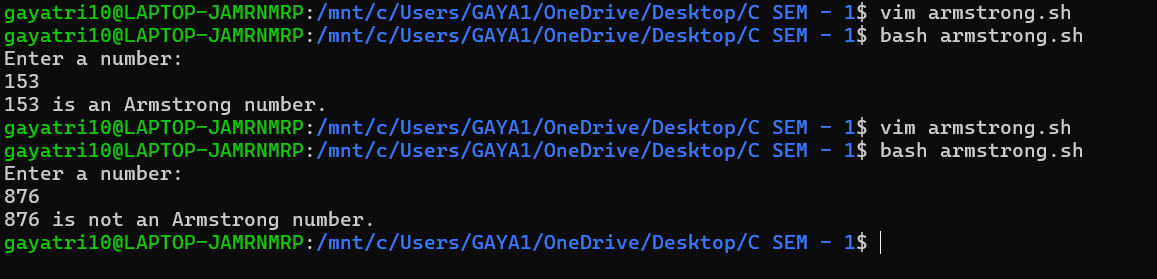 gayatri10@LAPTOP-JAMRNMRP:/mnt/c/Users/GAYA1/OneDrive/Desktop/C SEM - 1$ vim armstrong.sh
gayatri10@LAPTOP-JAMRNMRP:/mnt/c/Users/GAYA1/OneDrive/Desktop/C SEM - 1$ bash armstrong.sh
Enter a number:
153
153 is an Armstrong number.
gayatri10@LAPTOP-JAMRNMRP:/mnt/c/Users/GAYA1/OneDrive/Desktop/C SEM - 1$ vim armstrong.sh
gayatri10@LAPTOP-JAMRNMRP:/mnt/c/Users/GAYA1/OneDrive/Desktop/C SEM - 1$ bash armstrong.sh
Enter a number:
876
876 is not an Armstrong number.
gayatri10@LAPTOP-JAMRNMRP:/mnt/c/Users/GAYA1/OneDrive/Desktop/C SEM - 1$